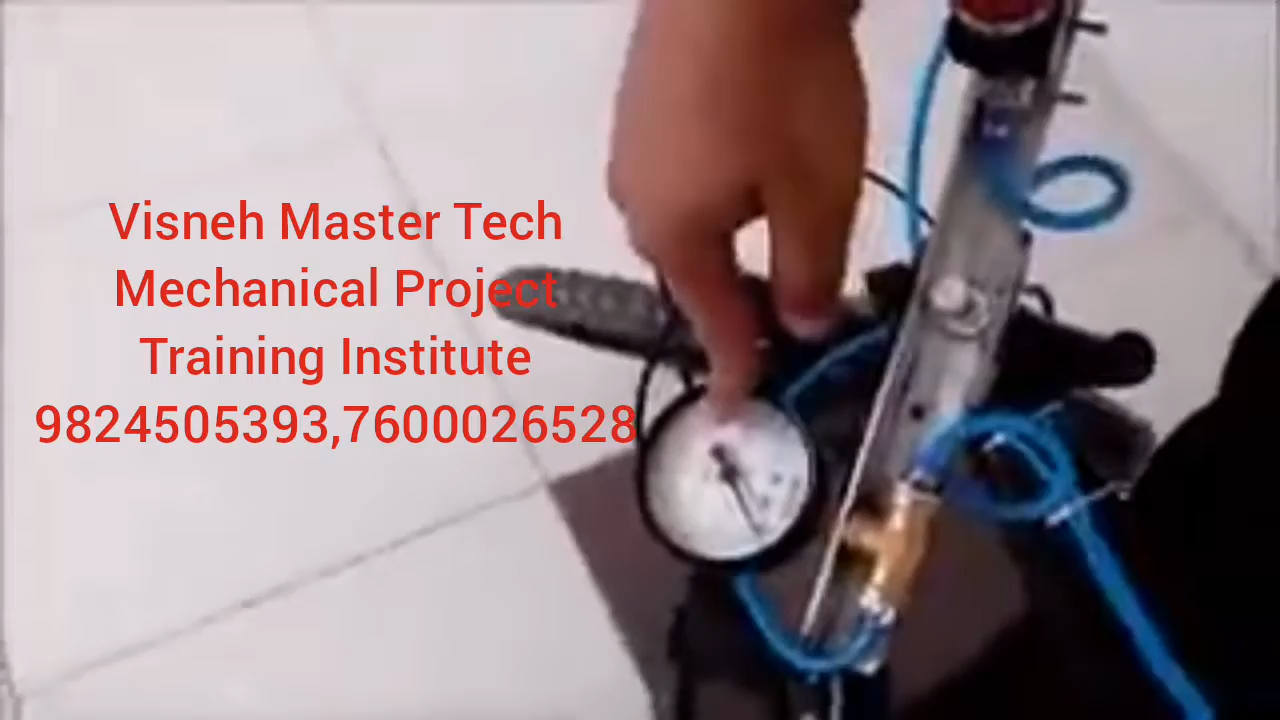 Visneh Master Tech
Mechanical Project
Training Institute
9824505393,7600026528